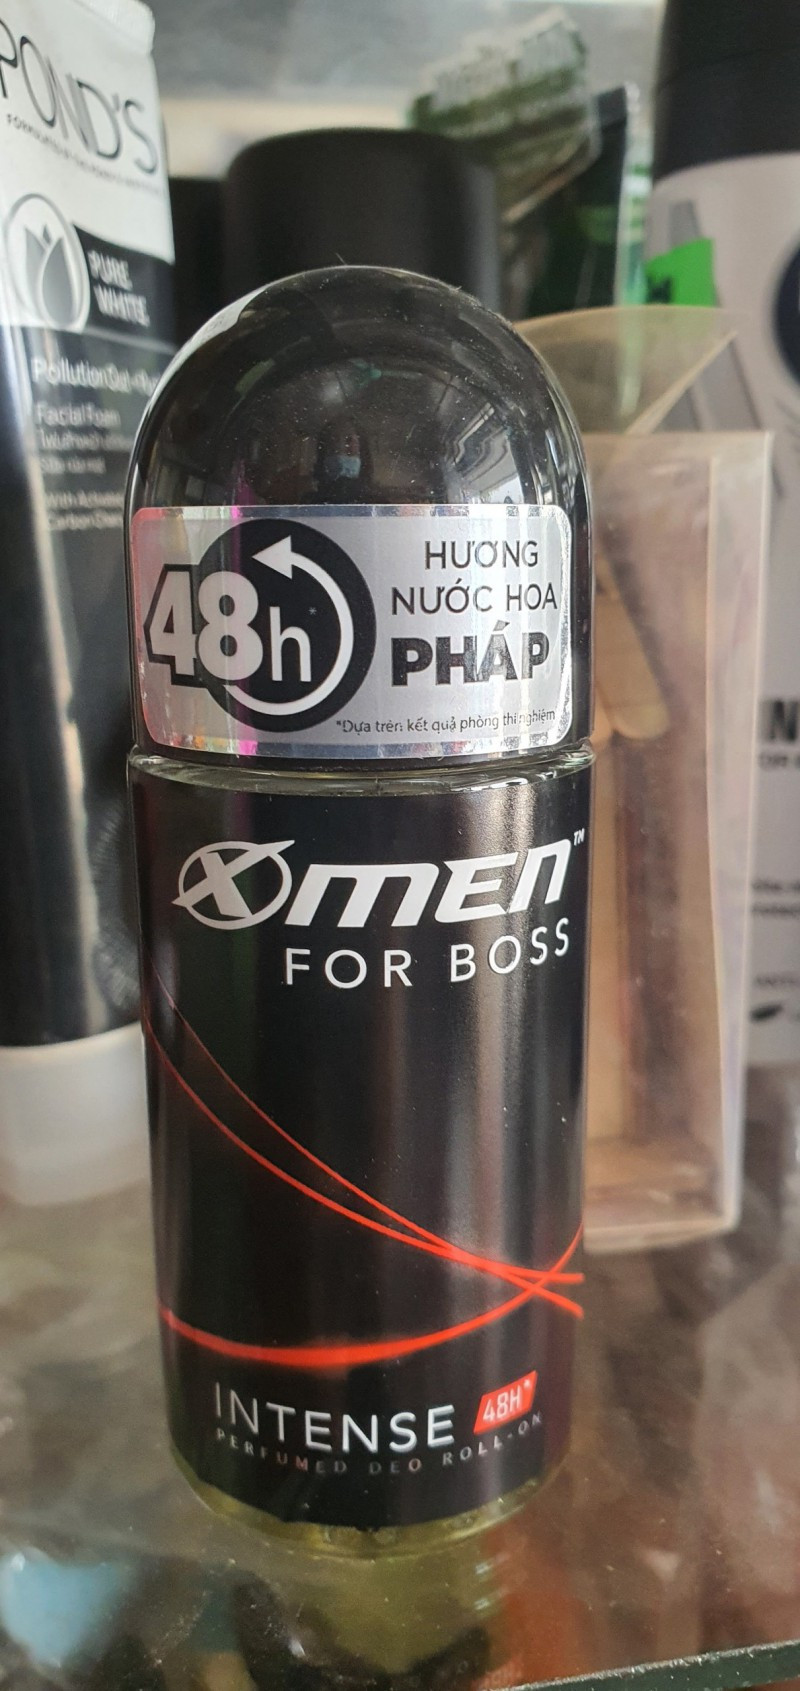 POND'S
PURE
WHITE
Facial Foam
48h*
HƯƠNG
NƯỚC HOA
PHÁP
*Dựa trên kết quả phòng thí nghiệm
XMEN™
FOR BOSS
INTENSE 48H*
PERFUMED DEO ROLL-ON